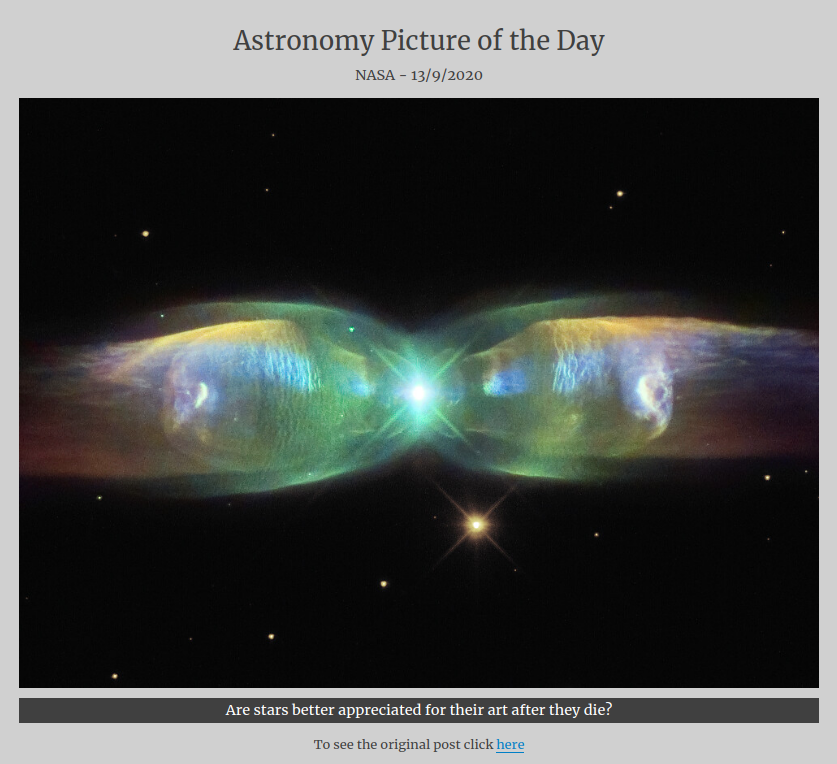 Astronomy Picture of the Day
NASA - 13/9/2020
Are stars better appreciated for their art after they die?
To see the original post click here